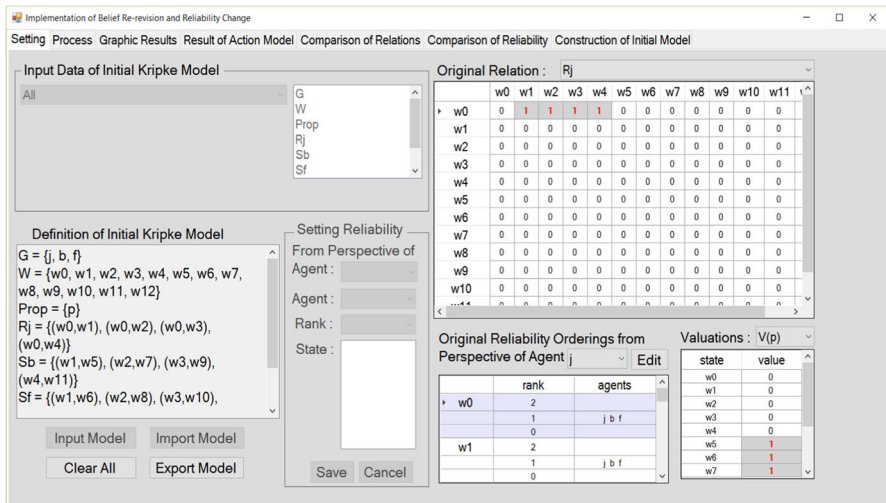 Implementation of Belief Re-revision and Reliability Change
Setting Process Graphic Results Result of Action Model Comparison of Relations Comparison of Reliability Construction of Initial Model
Input Data of Initial Kripke Model
All
G
W
Prop
Rj
Sb
Sf
Definition of Initial Kripke Model
G = {j, b, f}
W = {w0, w1, w2, w3, w4, w5, w6, w7,
w8, w9, w10, w11, w12}
Prop = {p}
Rj = {(w0,w1), (w0,w2), (w0,w3),
(w0,w4)}
Sb = {(w1,w5), (w2,w7), (w3,w9),
(w4,w11)}
Sf = {(w1,w6), (w2,w8), (w3,w10),
Input Model Import Model
Clear All Export Model
Setting Reliability
From Perspective of
Agent :
Agent :
Rank :
State :
Save Cancel
Original Relation : Rj
w0 w1 w2 w3 w4 w5 w6 w7 w8 w9 w10 w11
w0 0 1 1 1 1 0 0 0 0 0 0 0
w1 0 0 0 0 0 0 0 0 0 0 0 0
w2 0 0 0 0 0 0 0 0 0 0 0 0
w3 0 0 0 0 0 0 0 0 0 0 0 0
w4 0 0 0 0 0 0 0 0 0 0 0 0
w5 0 0 0 0 0 0 0 0 0 0 0 0
w6 0 0 0 0 0 0 0 0 0 0 0 0
w7 0 0 0 0 0 0 0 0 0 0 0 0
w8 0 0 0 0 0 0 0 0 0 0 0 0
w9 0 0 0 0 0 0 0 0 0 0 0 0
w10 0 0 0 0 0 0 0 0 0 0 0 0
Original Reliability Orderings from
Perspective of Agent j Edit
rank agents
w0 2
1 j b f
0
w1 2
1 j b f
0
Valuations : V(p)
state value
w0 0
w1 0
w2 0
w3 0
w4 0
w5 1
w6 1
w7 1